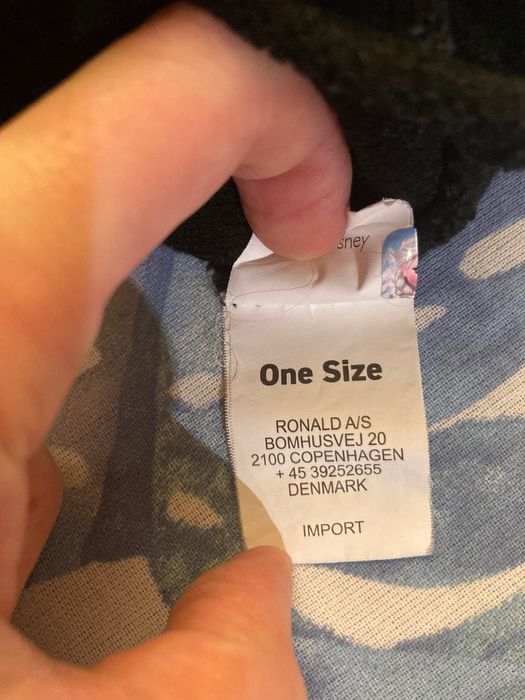 One Size
RONALD A/S
BOMHUSVEJ 20
2100 COPENHAGEN
+ 45 39252655
DENMARK
IMPORT